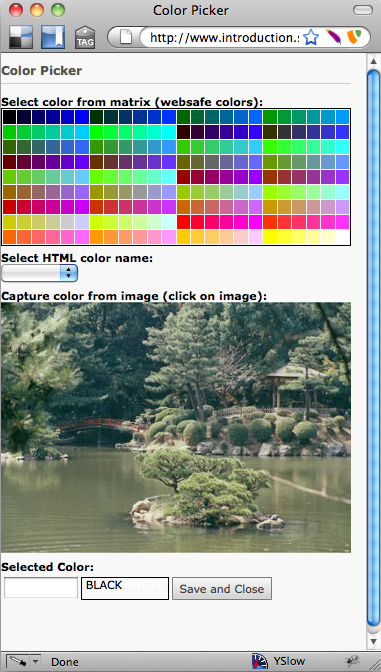 Color Picker
TAG
http://www.introduction.s
Color Picker
Select color from matrix (websafe colors):
Select HTML color name:
Capture color from image (click on image):
Selected Color:
BLACK
Save and Close
Done
YSlow